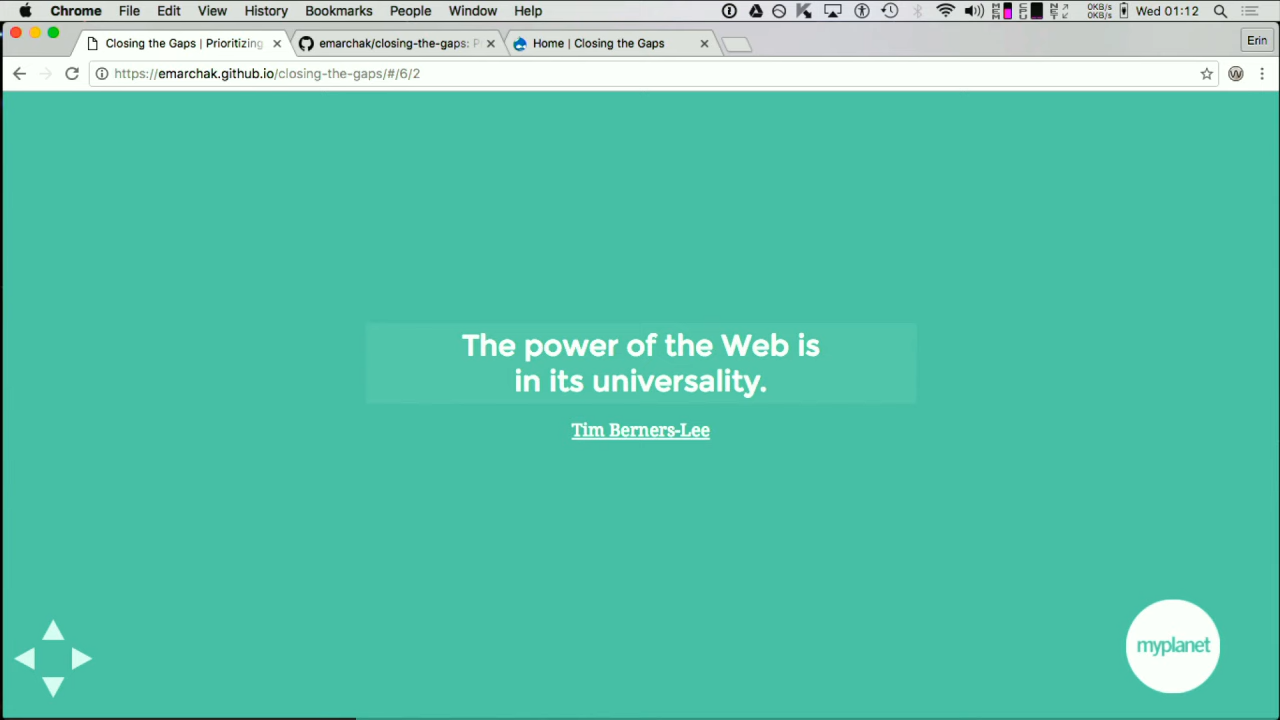 Chrome File Edit View History Bookmarks People Window Help
0KB/s
0KB/s
Wed 01:12
Closing the Gaps | Prioritizing
emarchak/closing-the-gaps: P
Home | Closing the Gaps
Erin
https://emarchak.github.io/closing-the-gaps/#/6/2
The power of the Web is
in its universality.
Tim Berners-Lee
myplanet